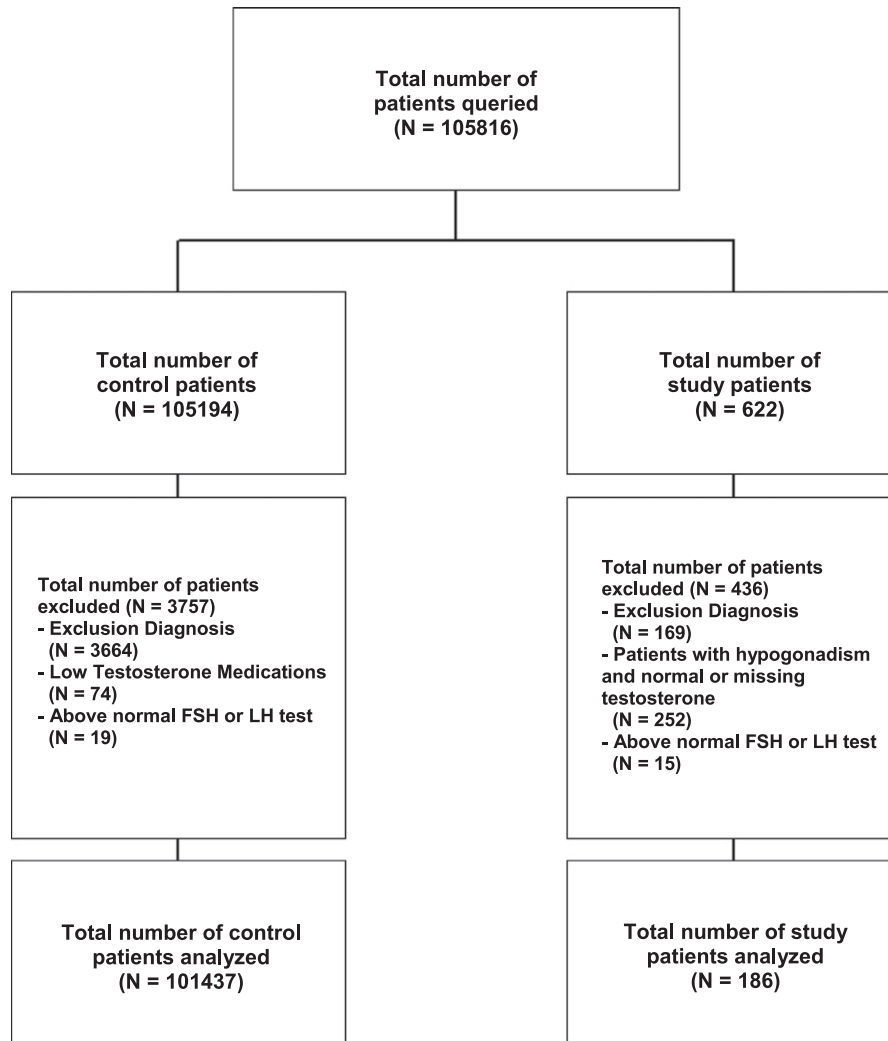 Total number of
patients queried
(N = 105816)
Total number of
control patients
(N = 105194)
Total number of
study patients
(N = 622)
Total number of patients
excluded (N = 3757)
- Exclusion Diagnosis
(N = 3664)
- Low Testosterone Medications
(N = 74)
- Above normal FSH or LH test
(N = 19)
Total number of patients
excluded (N = 436)
- Exclusion Diagnosis
(N = 169)
- Patients with hypogonadism
and normal or missing
testosterone
(N = 252)
- Above normal FSH or LH test
(N = 15)
Total number of control
patients analyzed
(N = 101437)
Total number of study
patients analyzed
(N = 186)